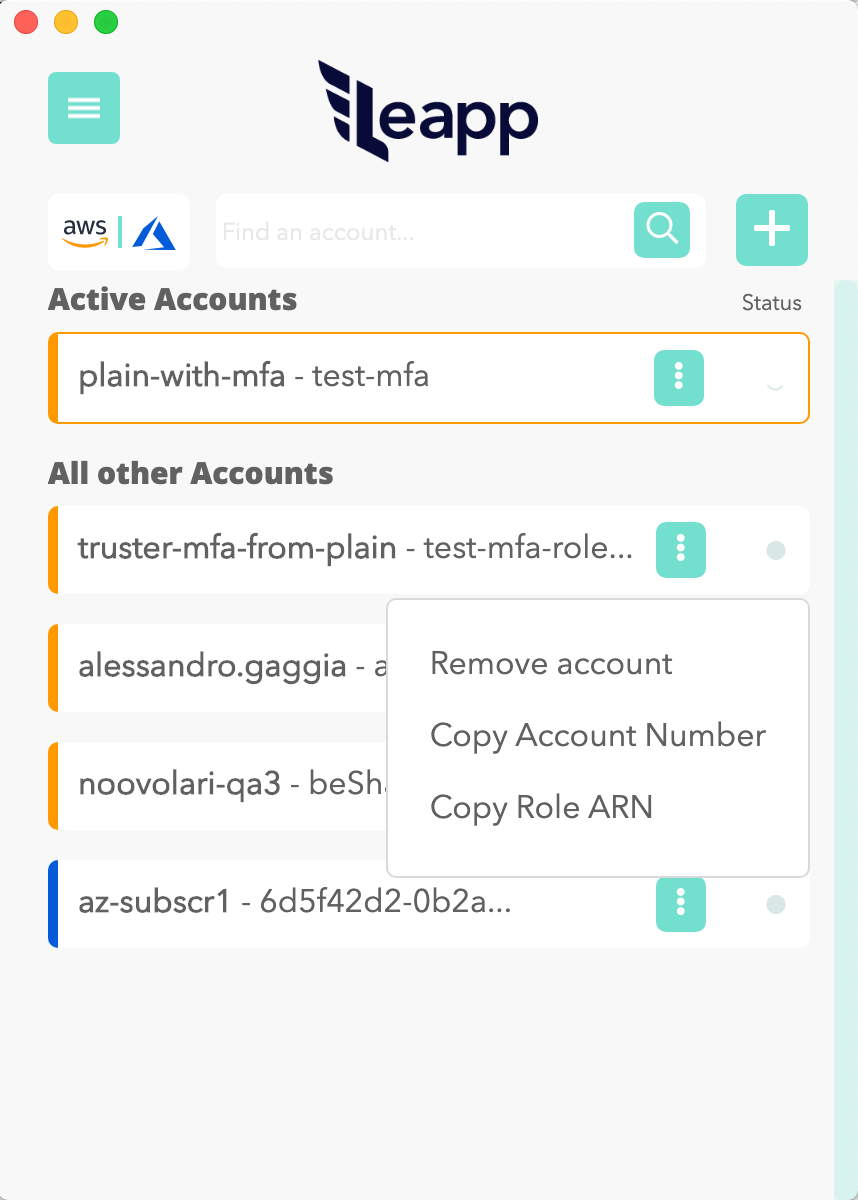 Leapp
aws
Find an account...
Active Accounts
Status
plain-with-mfa - test-mfa
All other Accounts
truster-mfa-from-plain - test-mfa-role...
alessandro.gaggia - a
Remove account
Copy Account Number
noovolari-qa3 - beSh
Copy Role ARN
az-subscr1 - 6d5f42d2-0b2a...